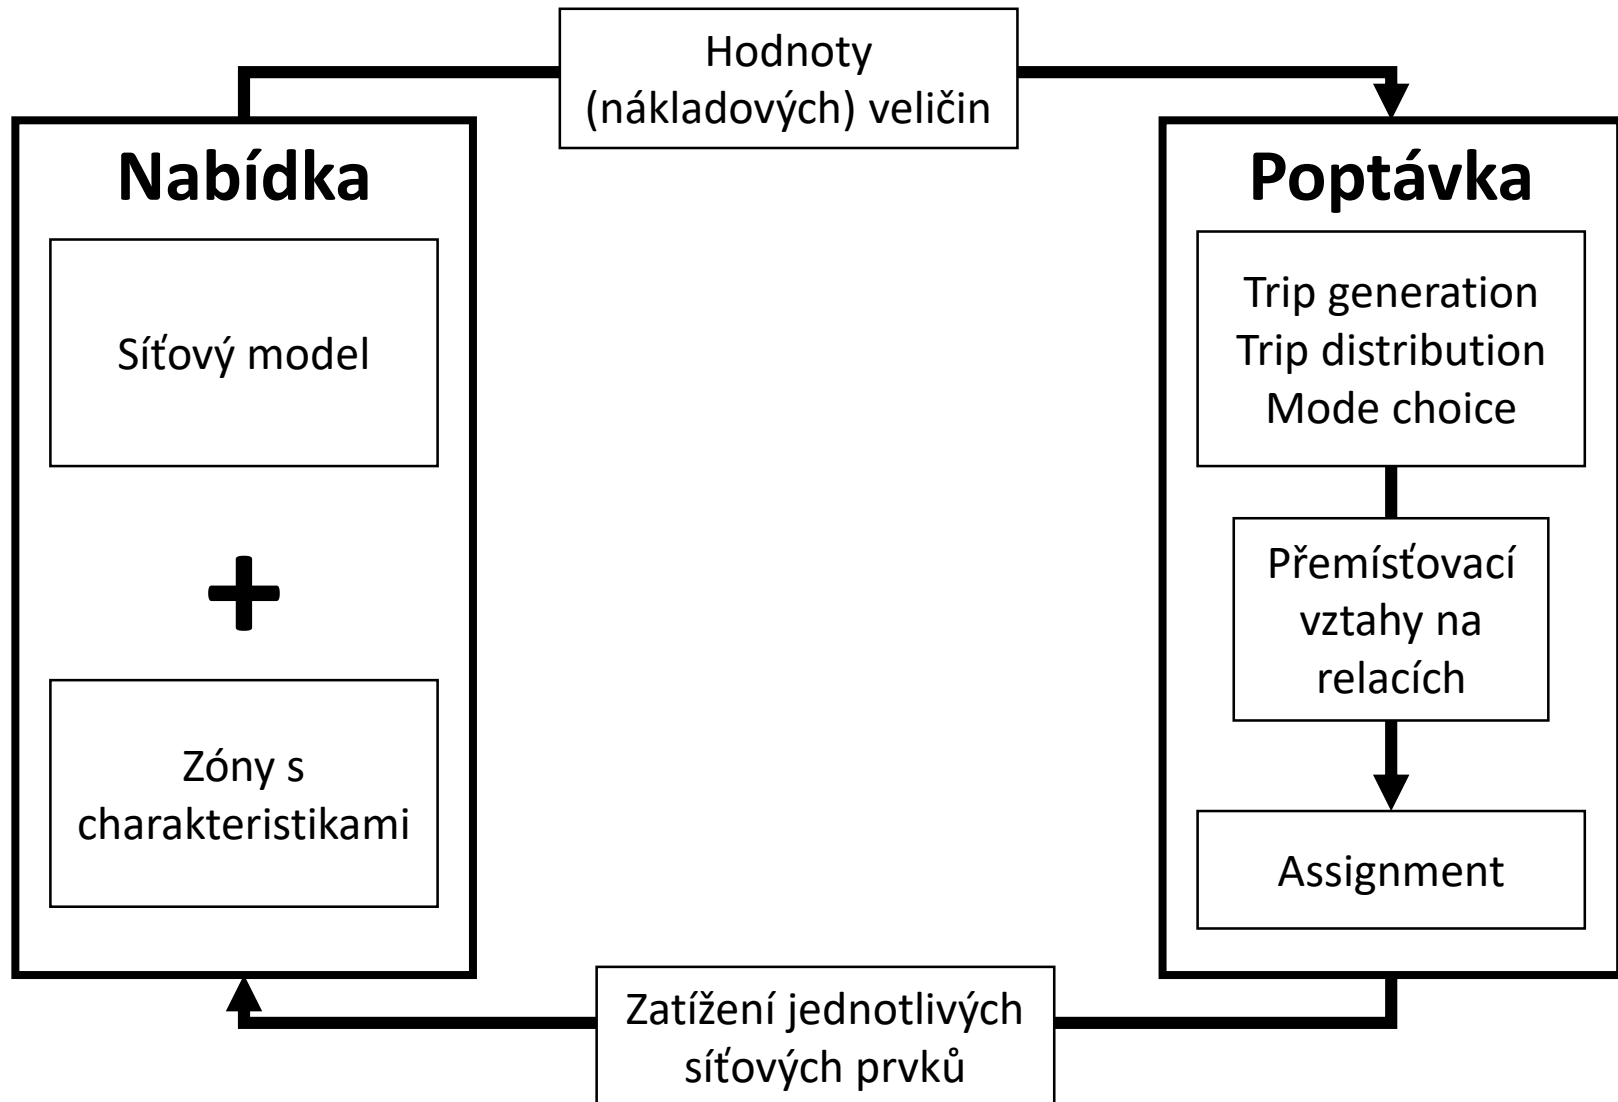 Hodnoty
(nákladových) veličin
Nabídka
Síťový model
+
Zóny s
charakteristikami
Poptávka
Trip generation
Trip distribution
Mode choice
Přemísťovací
vztahy na
relacích
Assignment
Zatížení jednotlivých
síťových prvků